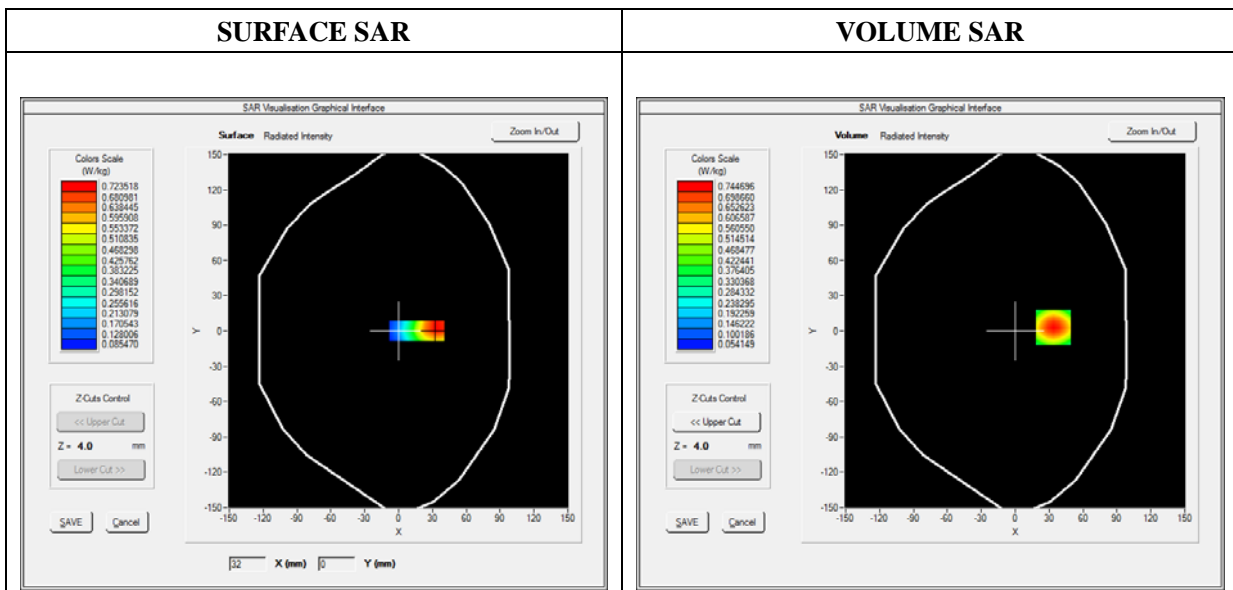 SURFACE SAR
VOLUME SAR
SAR Visualisation Graphical Interface
Surface Radiated Intensity
Zoom In/Out
Colors Scale
(W/kg)
0.723518
0.680981
0.638445
0.595908
0.553372
0.510835
0.468298
0.425762
0.383225
0.340689
0.298152
0.255616
0.213079
0.170543
0.128006
0.085470
Z-Cuts Control
<< Upper Cut
Z = 4.0 mm
Lower Cut >>
SAVE Cancel
150
120
90
60
30
0
-30
-60
-90
-120
-150
Y
-150 -120 -90 -60 -30 0 30 60 90 120 150
X
32 X (mm) 0 Y (mm)
SAR Visualisation Graphical Interface
Volume Radiated Intensity
Zoom In/Out
Colors Scale
(W/kg)
0.744696
0.698660
0.652623
0.606587
0.560550
0.514514
0.468477
0.422441
0.376405
0.330368
0.284332
0.238295
0.192259
0.146222
0.100186
0.054149
Z-Cuts Control
<< Upper Cut
Z = 4.0 mm
Lower Cut >>
SAVE Cancel
150
120
90
60
30
0
-30
-60
-90
-120
-150
Y
-150 -120 -90 -60 -30 0 30 60 90 120 150
X